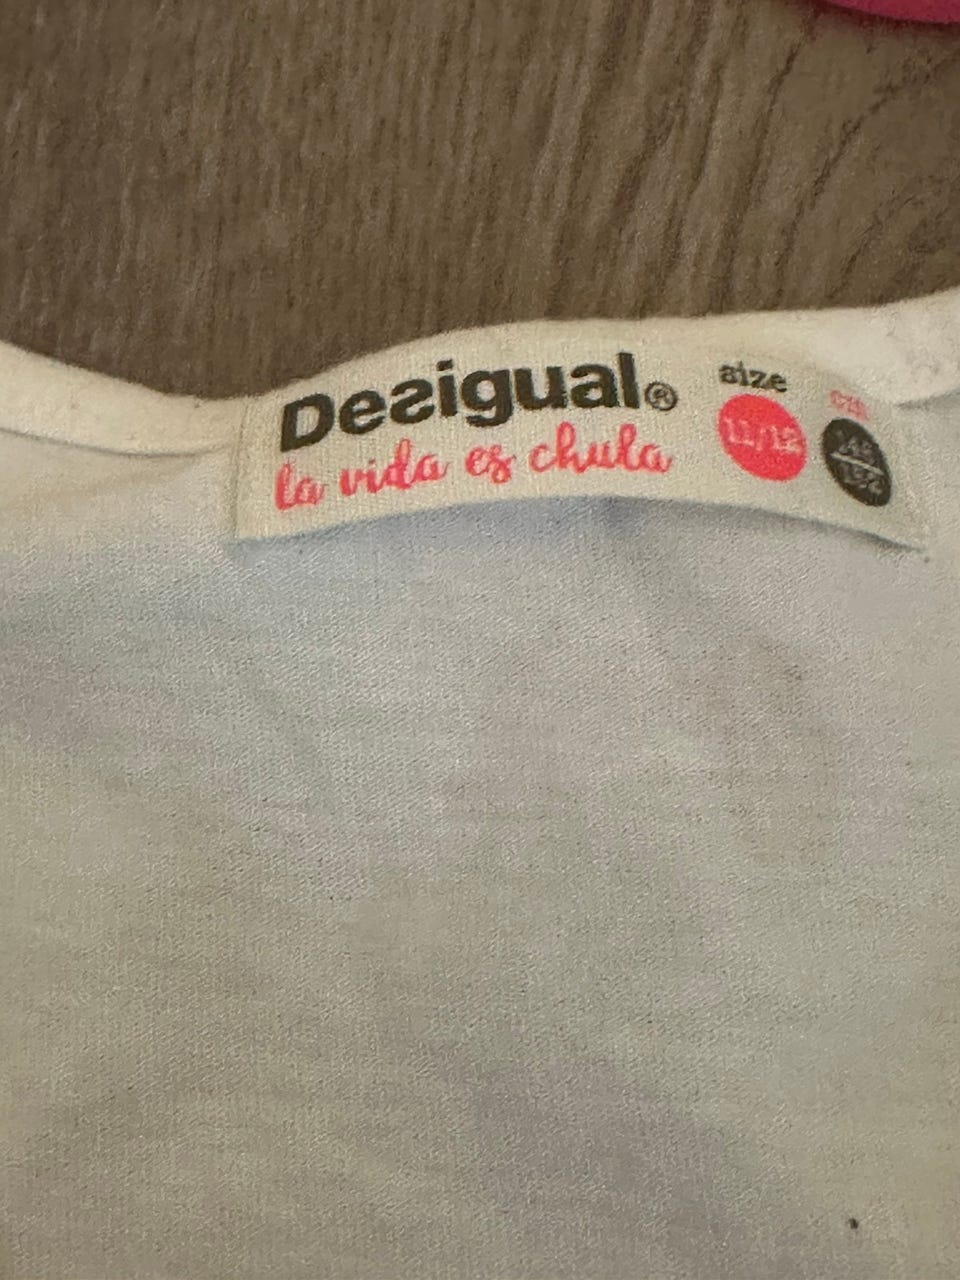 Desigual®
la vida es chula
size
11/12
cm
146
152